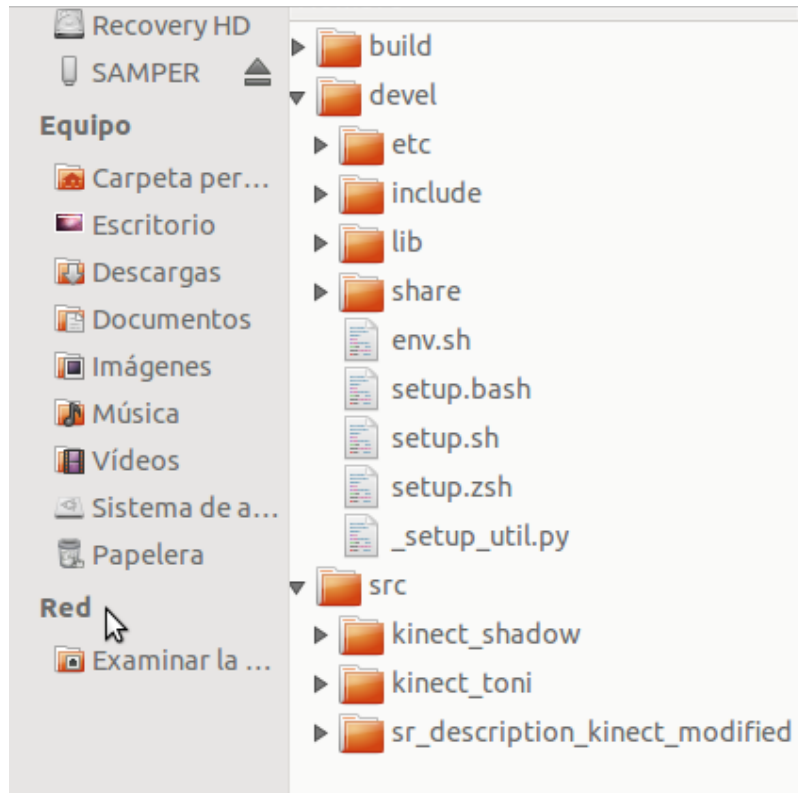 Recovery HD
SAMPER
Equipo
Carpeta per...
Escritorio
Descargas
Documentos
Imágenes
Música
Vídeos
Sistema de a...
Papelera
Red
Examinar la ...
build
devel
etc
include
lib
share
env.sh
setup.bash
setup.sh
setup.zsh
_setup_util.py
src
kinect_shadow
kinect_toni
sr_description_kinect_modified